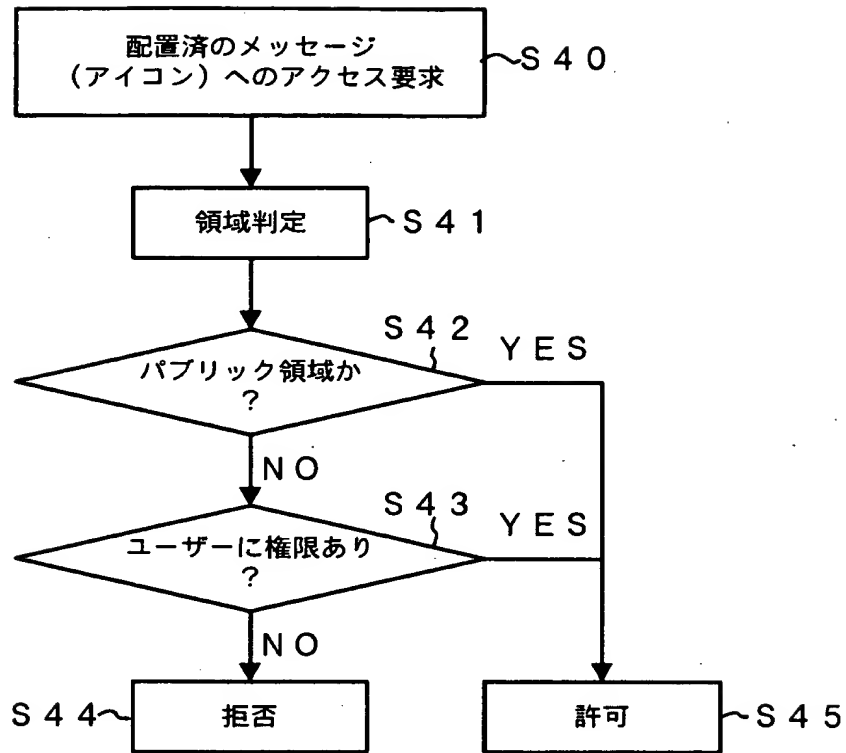 配置済のメッセージ
(アイコン)へのアクセス要求
S40
領域判定
S41
S42
YES
パブリック領域か
?
NO
S43
YES
ユーザーに権限あり
?
NO
S44
拒否
許可
S45